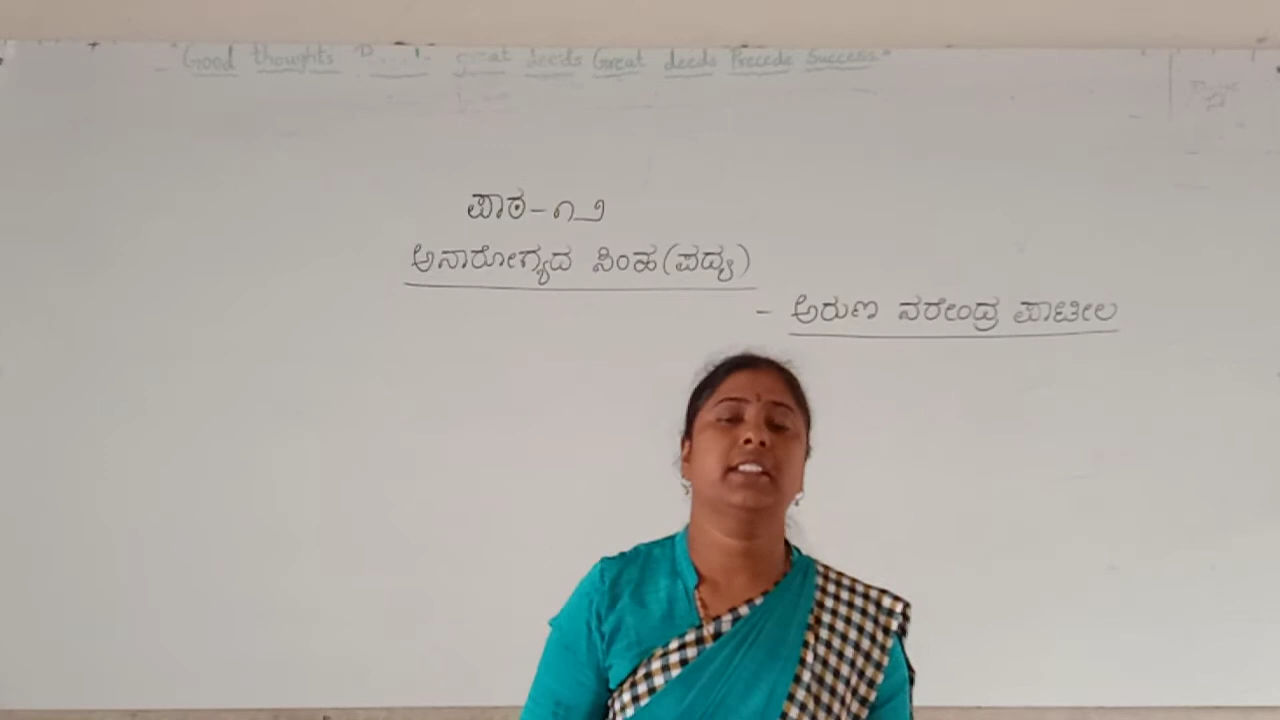 "Good thoughts great deeds Great deeds Precede Success"
ಪಾಠ-೧೨
ಅನಾರೋಗ್ಯದ ಸಿಂಹ(ಪದ್ಯ)
- ಅರುಣ ನರೇಂದ್ರ ಪಾಟೀಲ